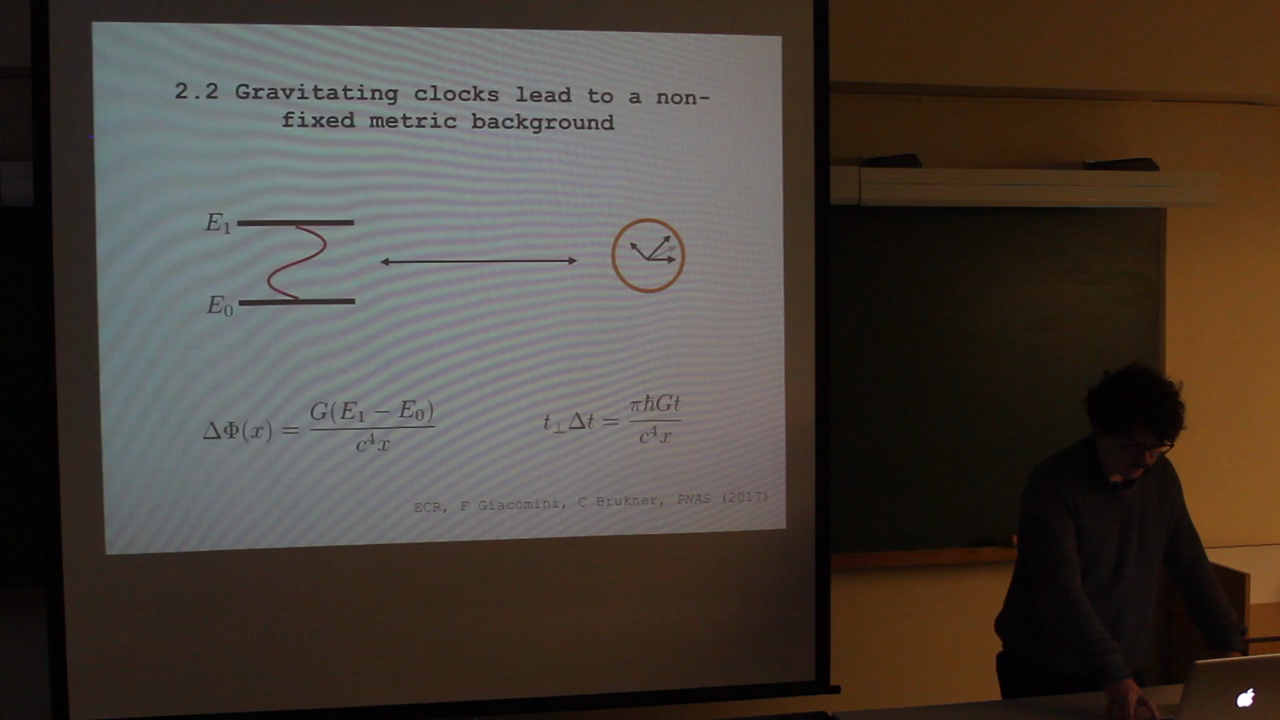 2.2 Gravitating clocks lead to a non-
fixed metric background
E₁
E₀
ΔΦ(x) = G(E₁ − E₀) / c⁴x
t⊥Δt = πħGt / c⁴x
ECR, F Giacomini, C Brukner, PNAS (2017)